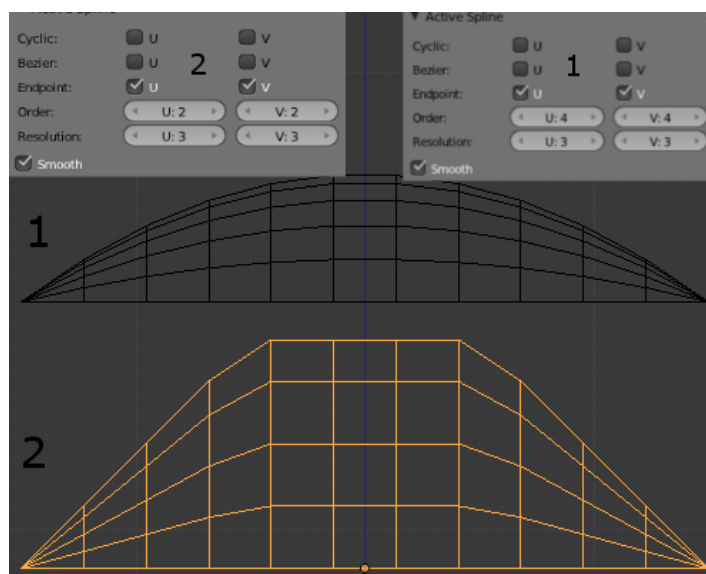 Cyclic: U V
Bezier: U V
Endpoint: U V
Order: U: 2 V: 2
Resolution: U: 3 V: 3
Smooth
2
Active Spline
Cyclic: U V
Bezier: U V
Endpoint: U V
Order: U: 4 V: 4
Resolution: U: 3 V: 3
Smooth
1
1
2